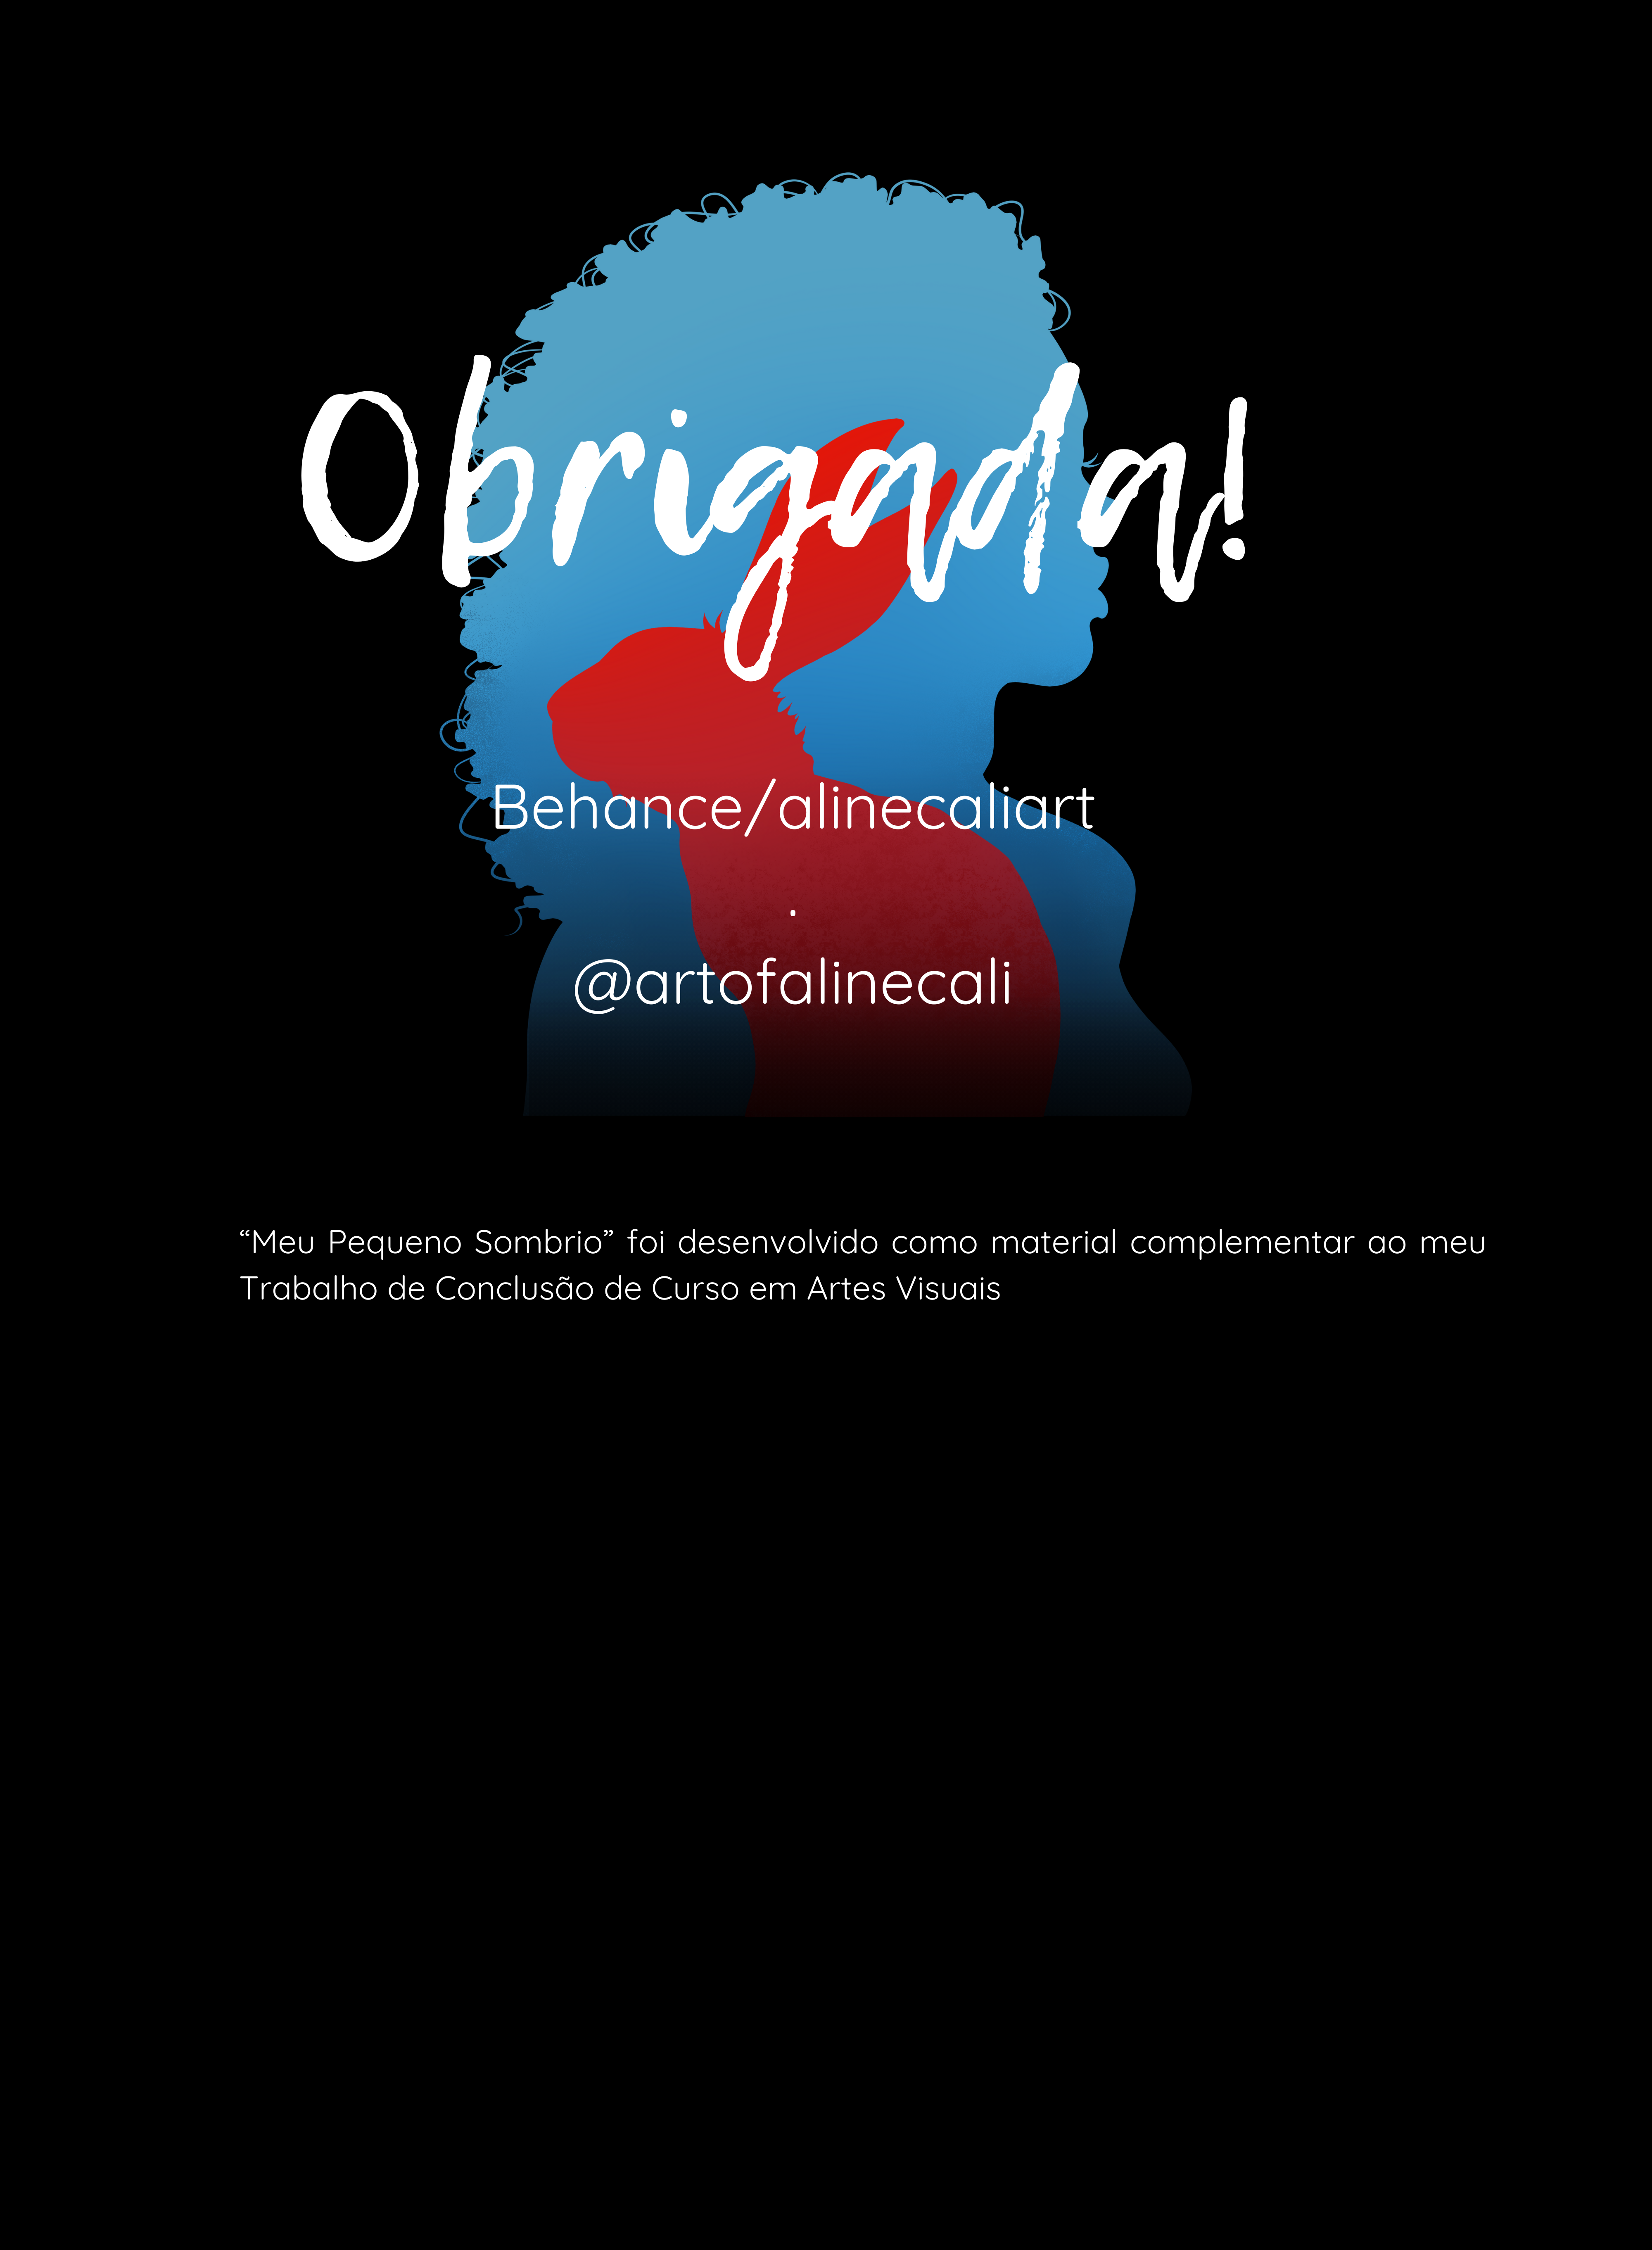 Obrigada!
Behance/alinecaliart
.
@artofalinecali
“Meu Pequeno Sombrio” foi desenvolvido como material complementar ao meu
Trabalho de Conclusão de Curso em Artes Visuais